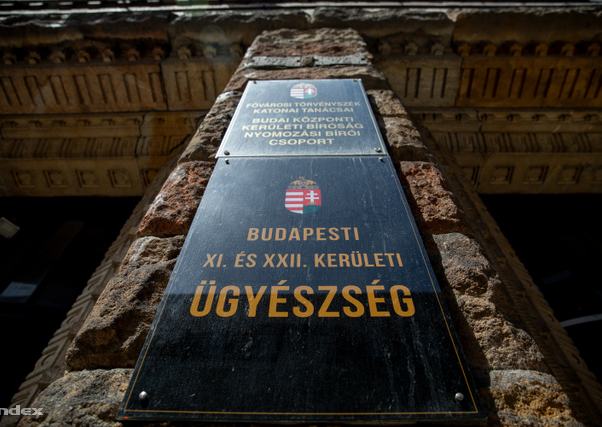 FŐVÁROSI TÖRVÉNYSZÉK
KATONAI TANÁCSAI
BUDAI KÖZPONTI
KERÜLETI BÍRÓSÁG
NYOMOZÁSI BÍRÓI
CSOPORT
BUDAPESTI
XI. ÉS XXII. KERÜLETI
ÜGYÉSZSÉG
index